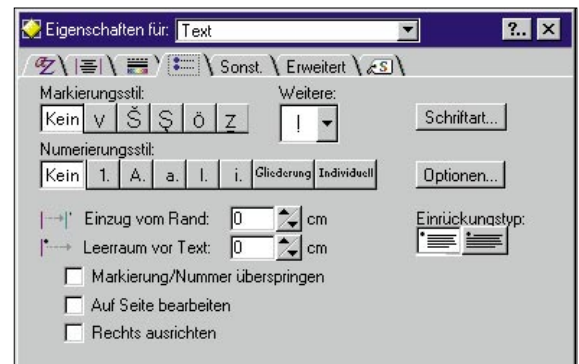 Eigenschaften für: Text ?..
Sonst. Erweitert
Markierungsstil: Weitere:
Kein v Š Ş ö z ! Schriftart...
Numerierungsstil:
Kein 1. A. a. I. i. Gliederung Individuell Optionen...
Einzug vom Rand: 0 cm Einrückungstyp:
Leerraum vor Text: 0 cm
Markierung/Nummer überspringen
Auf Seite bearbeiten
Rechts ausrichten